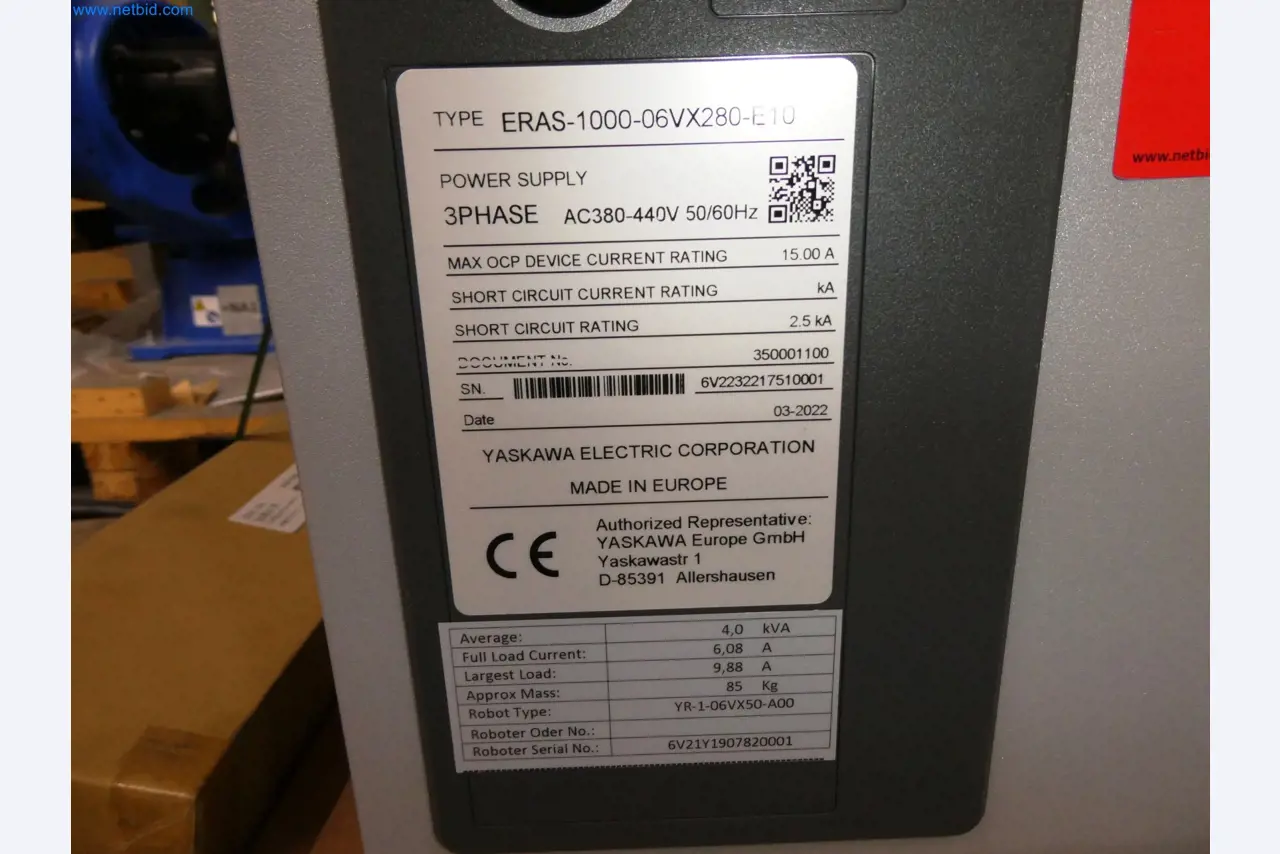 www.netbid.com
TYPE ERAS-1000-06VX280-E10
POWER SUPPLY
3PHASE AC380-440V 50/60Hz
MAX OCP DEVICE CURRENT RATING 15.00 A
SHORT CIRCUIT CURRENT RATING kA
SHORT CIRCUIT RATING 2.5 kA
DOCUMENT No. 350001100
SN. 6V2232217510001
Date 03-2022
YASKAWA ELECTRIC CORPORATION
MADE IN EUROPE
CE
Authorized Representative:
YASKAWA Europe GmbH
Yaskawastr 1
D-85391 Allershausen
Average: 4,0 kVA
Full Load Current: 6,08 A
Largest Load: 9,88 A
Approx Mass: 85 Kg
Robot Type: YR-1-06VX50-A00
Roboter Oder No.:
Roboter Serial No.: 6V21Y1907820001
www.netbi